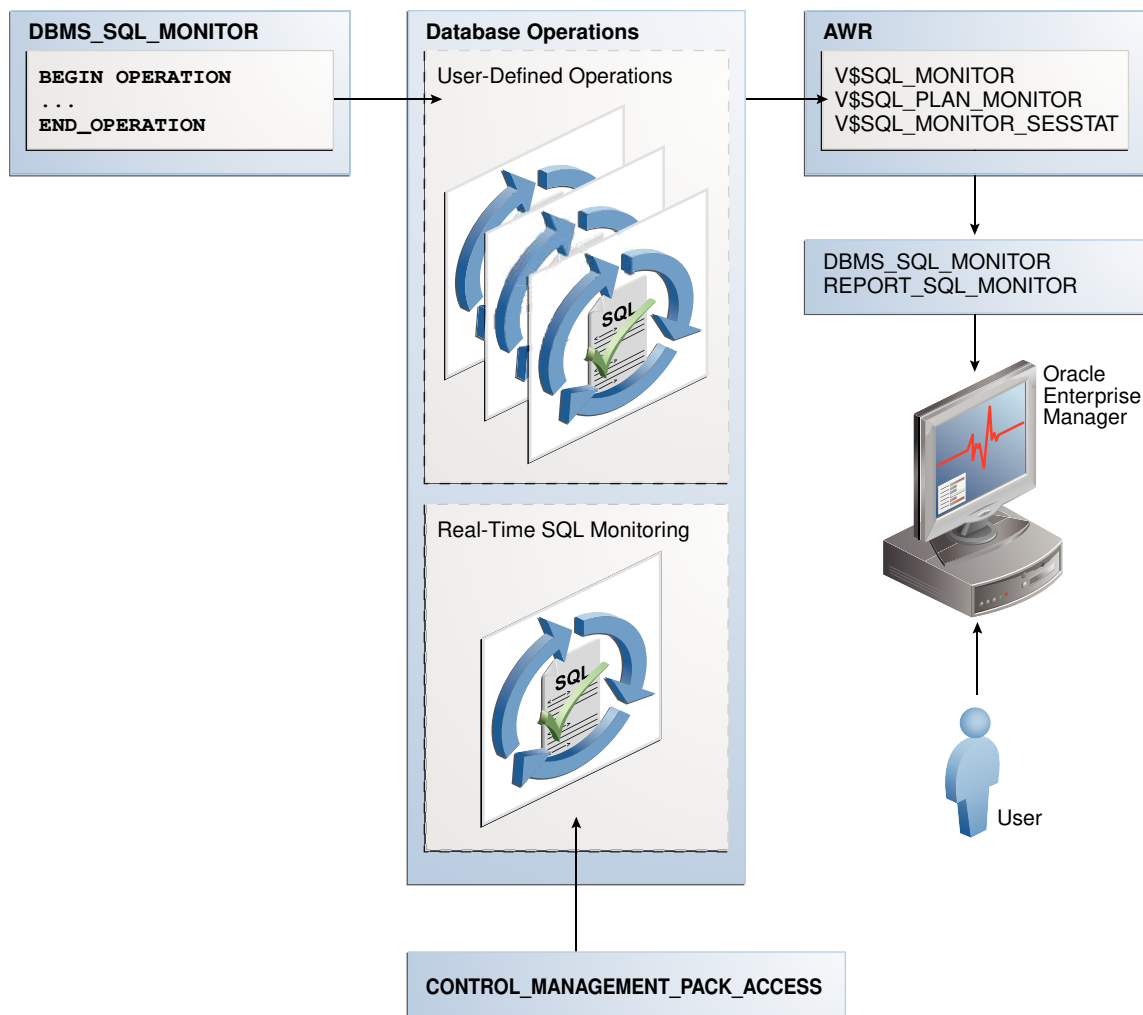 DBMS_SQL_MONITOR
BEGIN OPERATION
...
END_OPERATION
Database Operations
User-Defined Operations
SQL
Real-Time SQL Monitoring
SQL
CONTROL_MANAGEMENT_PACK_ACCESS
AWR
V$SQL_MONITOR
V$SQL_PLAN_MONITOR
V$SQL_MONITOR_SESSTAT
DBMS_SQL_MONITOR
REPORT_SQL_MONITOR
Oracle
Enterprise
Manager
User